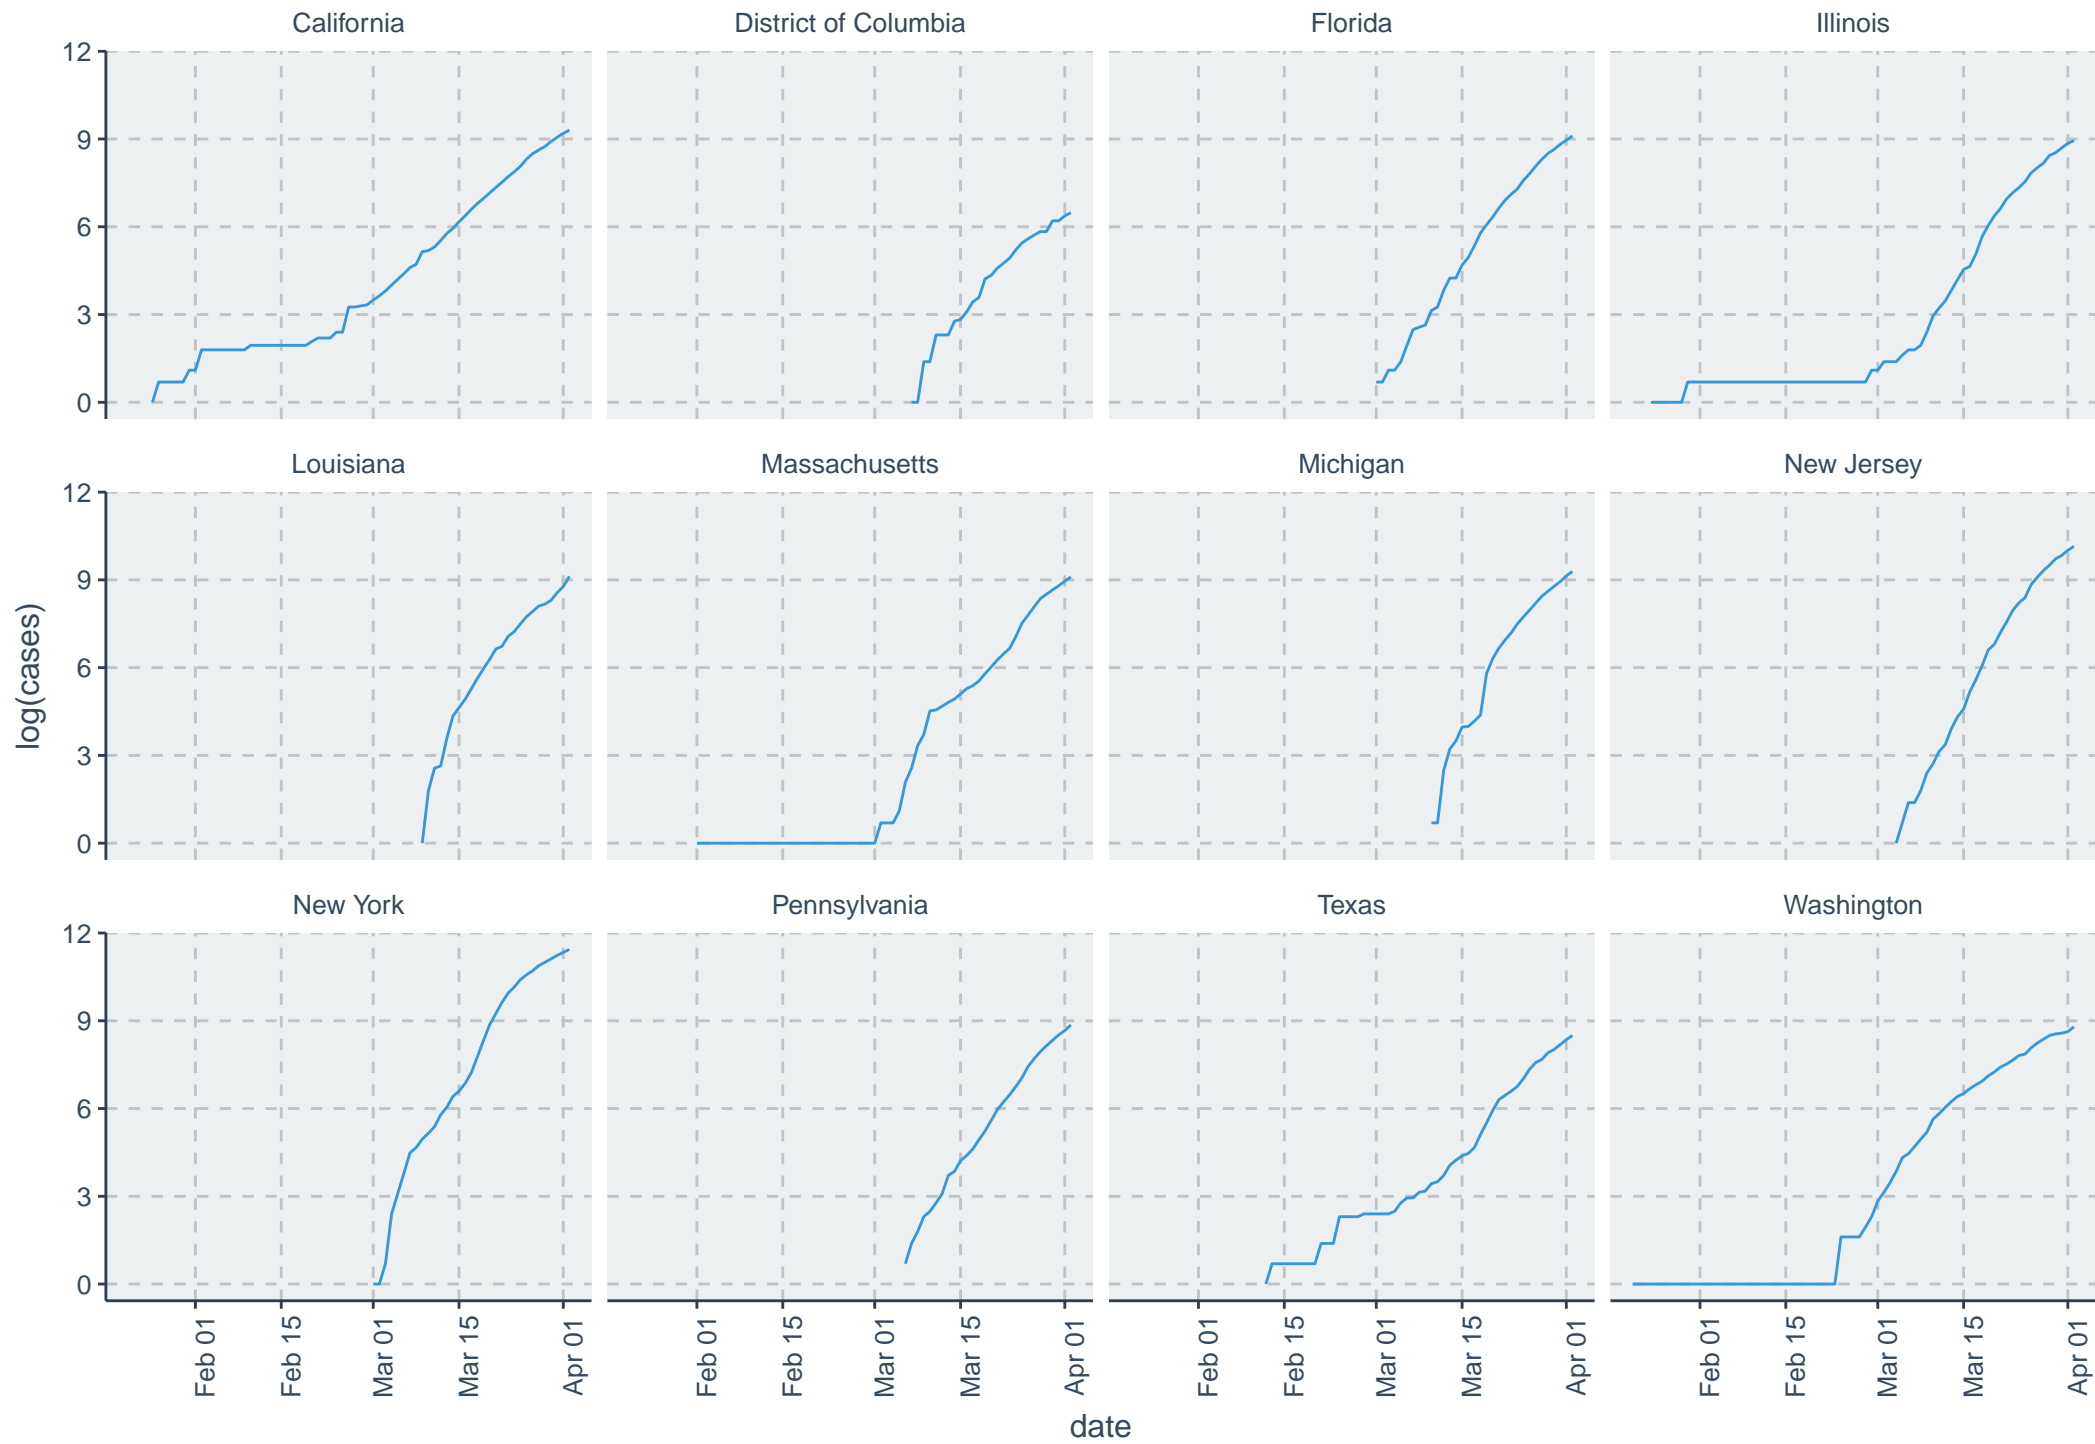 California District of Columbia Florida Illinois
12
9
6
3
0
Louisiana Massachusetts Michigan New Jersey
12
9
6
3
0
log(cases)
New York Pennsylvania Texas Washington
12
9
6
3
0
Feb 01 Feb 15 Mar 01 Mar 15 Apr 01 Feb 01 Feb 15 Mar 01 Mar 15 Apr 01 Feb 01 Feb 15 Mar 01 Mar 15 Apr 01 Feb 01 Feb 15 Mar 01 Mar 15 Apr 01
date